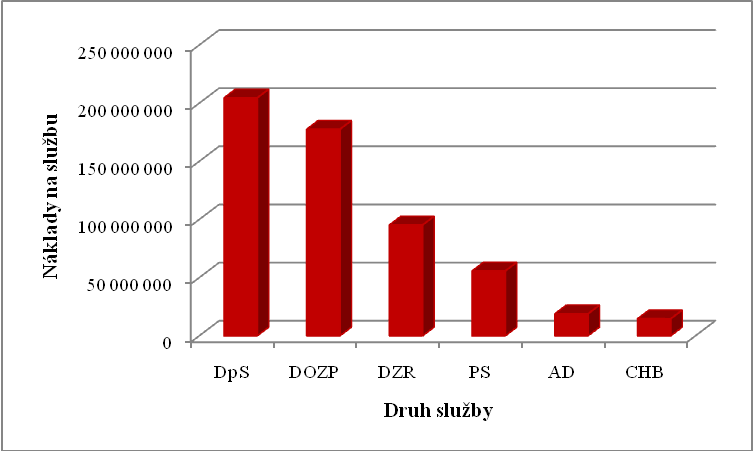 Náklady na službu
250 000 000
200 000 000
150 000 000
100 000 000
50 000 000
0
DpS DOZP DZR PS AD CHB
Druh služby